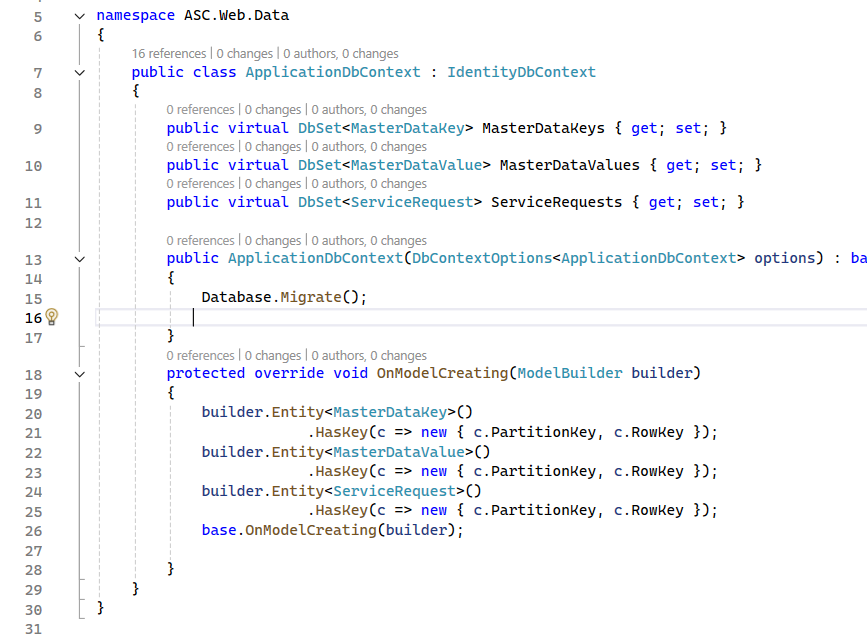 5 namespace ASC.Web.Data
6 {
16 references | 0 changes | 0 authors, 0 changes
7 public class ApplicationDbContext : IdentityDbContext
8 {
0 references | 0 changes | 0 authors, 0 changes
9 public virtual DbSet<MasterDataKey> MasterDataKeys { get; set; }
0 references | 0 changes | 0 authors, 0 changes
10 public virtual DbSet<MasterDataValue> MasterDataValues { get; set; }
0 references | 0 changes | 0 authors, 0 changes
11 public virtual DbSet<ServiceRequest> ServiceRequests { get; set; }
12
0 references | 0 changes | 0 authors, 0 changes
13 public ApplicationDbContext(DbContextOptions<ApplicationDbContext> options) : ba
14 {
15 Database.Migrate();
16
17 }
0 references | 0 changes | 0 authors, 0 changes
18 protected override void OnModelCreating(ModelBuilder builder)
19 {
20 builder.Entity<MasterDataKey>()
21 .HasKey(c => new { c.PartitionKey, c.RowKey });
22 builder.Entity<MasterDataValue>()
23 .HasKey(c => new { c.PartitionKey, c.RowKey });
24 builder.Entity<ServiceRequest>()
25 .HasKey(c => new { c.PartitionKey, c.RowKey });
26 base.OnModelCreating(builder);
27
28 }
29 }
30 }
31